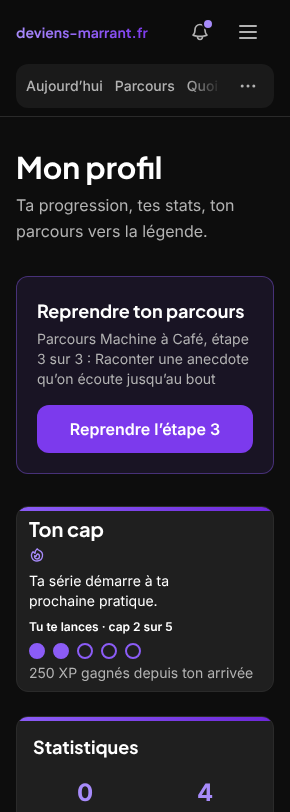 deviens-marrant.fr
Aujourd’hui Parcours Quoi
Mon profil
Ta progression, tes stats, ton
parcours vers la légende.
Reprendre ton parcours
Parcours Machine à Café, étape
3 sur 3 : Raconter une anecdote
qu’on écoute jusqu’au bout
Reprendre l’étape 3
Ton cap
Ta série démarre à ta
prochaine pratique.
Tu te lances · cap 2 sur 5
250 XP gagnés depuis ton arrivée
Statistiques
0 4